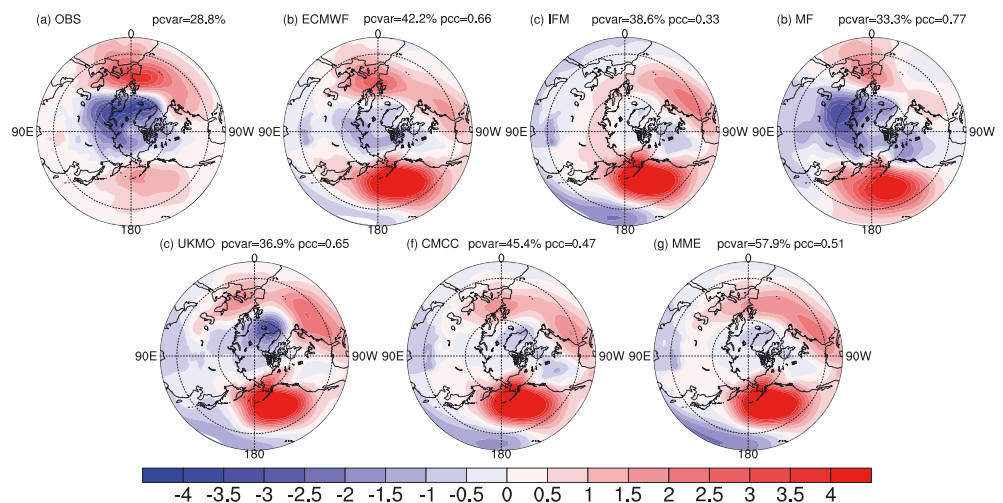 (a) OBS pcvar=28.8%
(b) ECMWF pcvar=42.2% pcc=0.66
(c) IFM pcvar=38.6% pcc=0.33
(b) MF pcvar=33.3% pcc=0.77
0 0 0 0
90E 90W 90E 90W 90E 90W 90E 90W
180 180 180 180
(c) UKMO pcvar=36.9% pcc=0.65
(f) CMCC pcvar=45.4% pcc=0.47
(g) MME pcvar=57.9% pcc=0.51
0 0 0
90E 90W 90E 90W 90E 90W
180 180 180
-4 -3.5 -3 -2.5 -2 -1.5 -1 -0.5 0 0.5 1 1.5 2 2.5 3 3.5 4